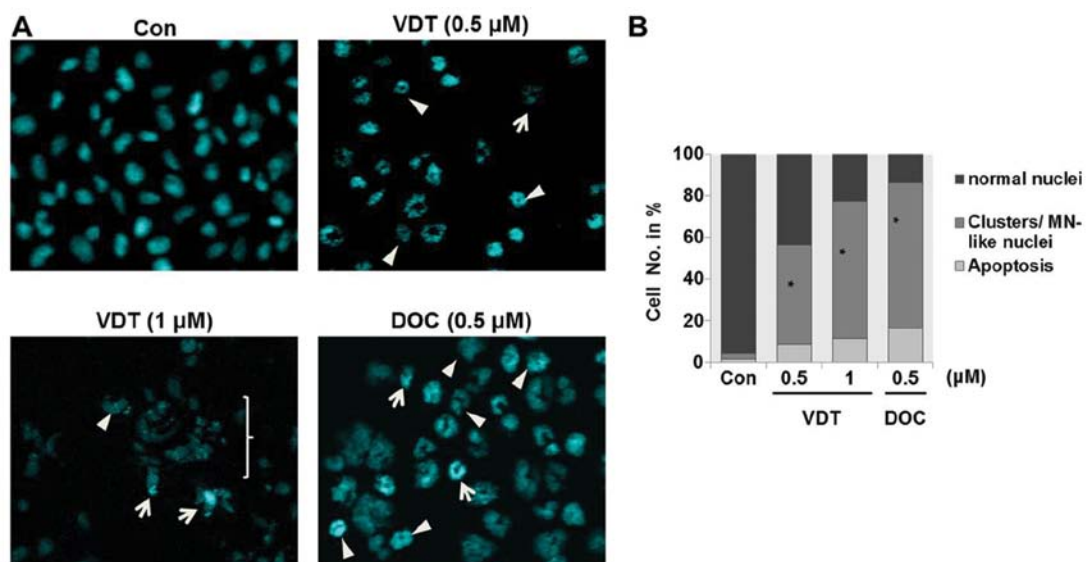 A
Con
VDT (0.5 µM)
VDT (1 µM)
DOC (0.5 µM)
B
Cell No. in %
100
80
60
40
20
0
Con
0.5
1
0.5
(µM)
VDT
DOC
normal nuclei
Clusters/ MN-
like nuclei
Apoptosis